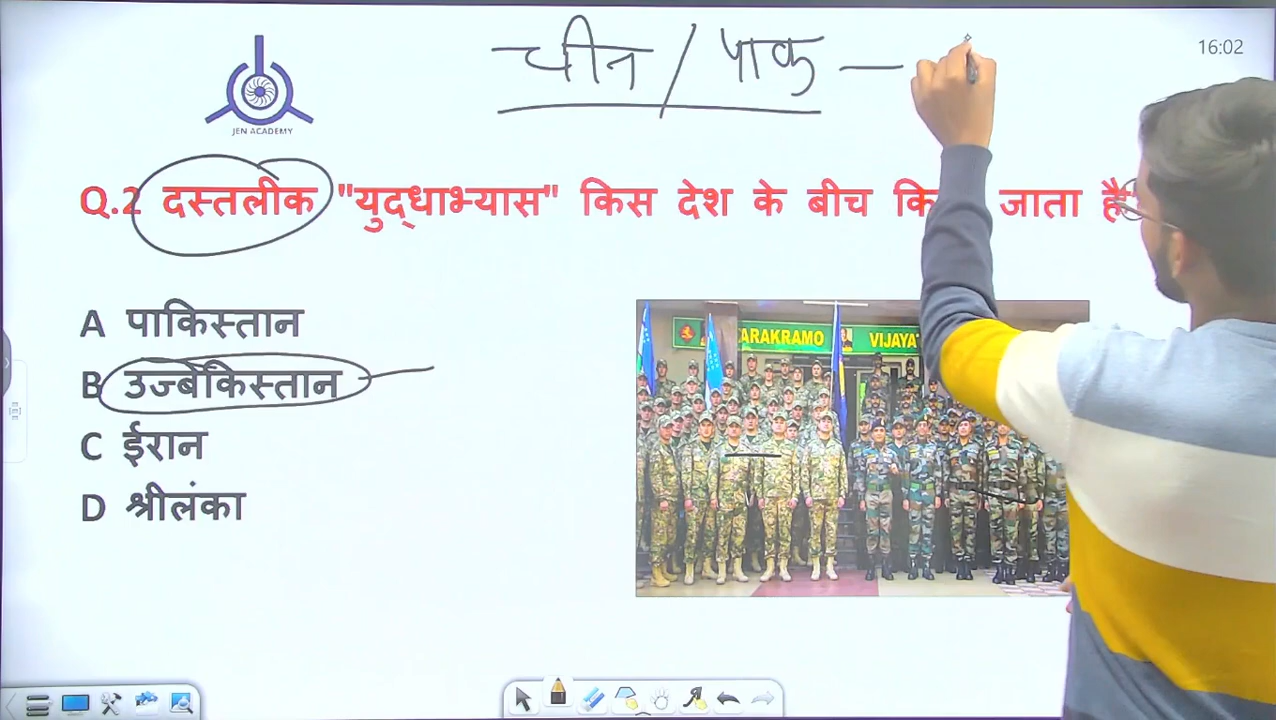 चीन / पाक —
16:02
JEN ACADEMY
Q.2 दस्तलीक "युद्धाभ्यास" किस देश के बीच जाता है
A पाकिस्तान
B उज्बेकिस्तान
C ईरान
D श्रीलंका
ARAKRAMO VIJAYA